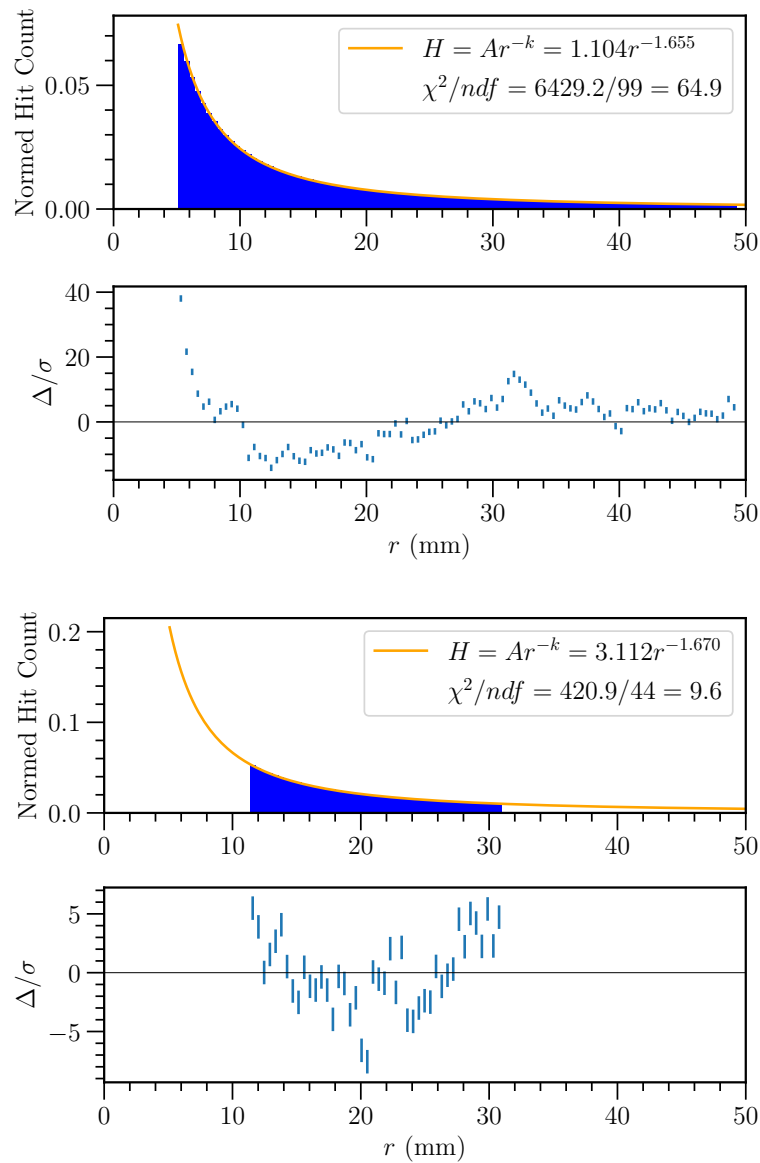 Normed Hit Count
0.05
0.00
H = Ar^{-k} = 1.104r^{-1.655}
χ²/ndf = 6429.2/99 = 64.9
0 10 20 30 40 50
Δ/σ
40
20
0
0 10 20 30 40 50
r (mm)
Normed Hit Count
0.2
0.1
0.0
H = Ar^{-k} = 3.112r^{-1.670}
χ²/ndf = 420.9/44 = 9.6
0 10 20 30 40 50
Δ/σ
5
0
−5
0 10 20 30 40 50
r (mm)